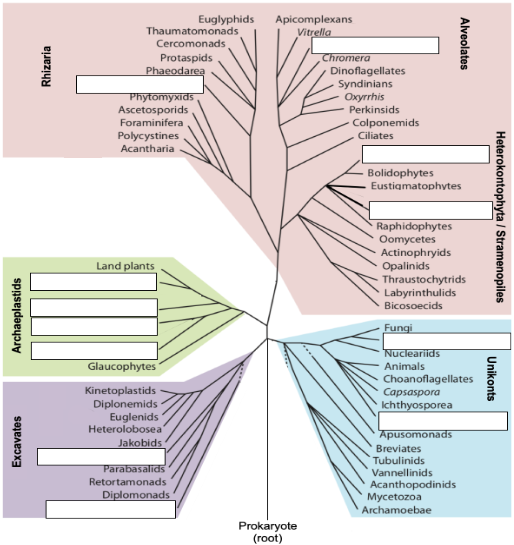 Rhizaria
Euglyphids
Thaumatomonads
Cercomonads
Protaspids
Phaeodarea
Phytomyxids
Ascetosporids
Foraminifera
Polycystines
Acantharia
Alveolates
Apicomplexans
Vitrella
Chromera
Dinoflagellates
Syndinians
Oxyrrhis
Perkinsids
Colponemids
Ciliates
Heterokontophyta / Stramenopiles
Bolidophytes
Eustigmatophytes
Raphidophytes
Oomycetes
Actinophryids
Opalinids
Thraustochytrids
Labyrinthulids
Bicosoecids
Archaeplastids
Land plants
Glaucophytes
Unikonts
Fungi
Nucleariids
Animals
Choanoflagellates
Capsaspora
Ichthyosporea
Apusomonads
Breviates
Tubulinids
Vannellinids
Acanthopodinids
Mycetozoa
Archamoebae
Excavates
Kinetoplastids
Diplonemids
Euglenids
Heterolobosea
Jakobids
Parabasalids
Retortamonads
Diplomonads
Prokaryote
(root)